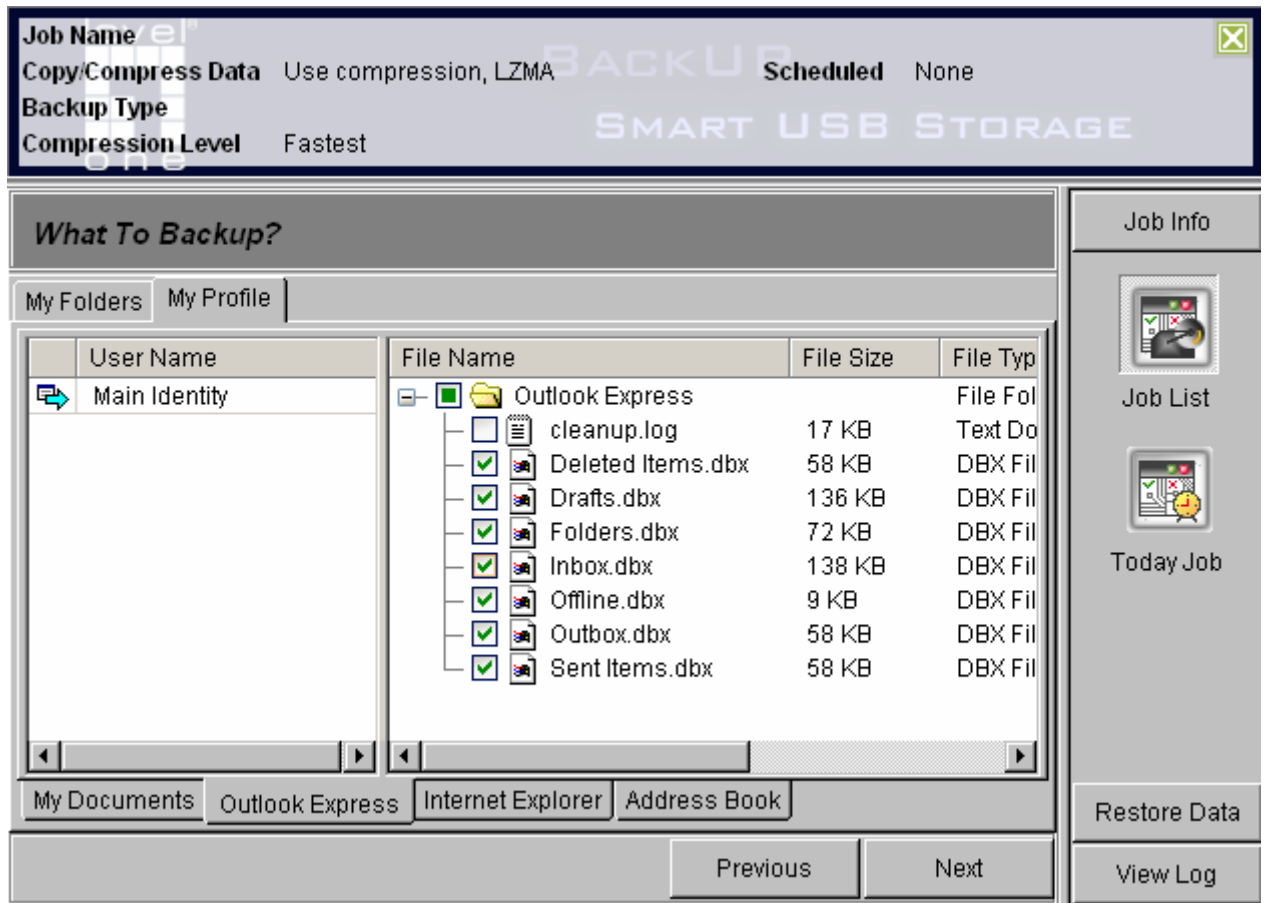 level®
one
BACKUP
SMART USB STORAGE
Job Name
Copy/Compress Data Use compression, LZMA Scheduled None
Backup Type
Compression Level Fastest
What To Backup?
Job Info
My Folders My Profile
User Name File Name File Size File Typ
Main Identity
Outlook Express File Fol
cleanup.log 17 KB Text Do
Deleted Items.dbx 58 KB DBX Fil
Drafts.dbx 136 KB DBX Fil
Folders.dbx 72 KB DBX Fil
Inbox.dbx 138 KB DBX Fil
Offline.dbx 9 KB DBX Fil
Outbox.dbx 58 KB DBX Fil
Sent Items.dbx 58 KB DBX Fil
Job List
Today Job
My Documents Outlook Express Internet Explorer Address Book
Restore Data
Previous Next
View Log